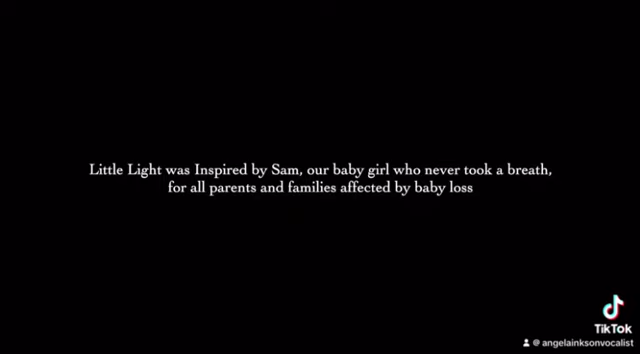 Little Light was Inspired by Sam, our baby girl who never took a breath,
for all parents and families affected by baby loss
TikTok
@ angelainksonvocalist